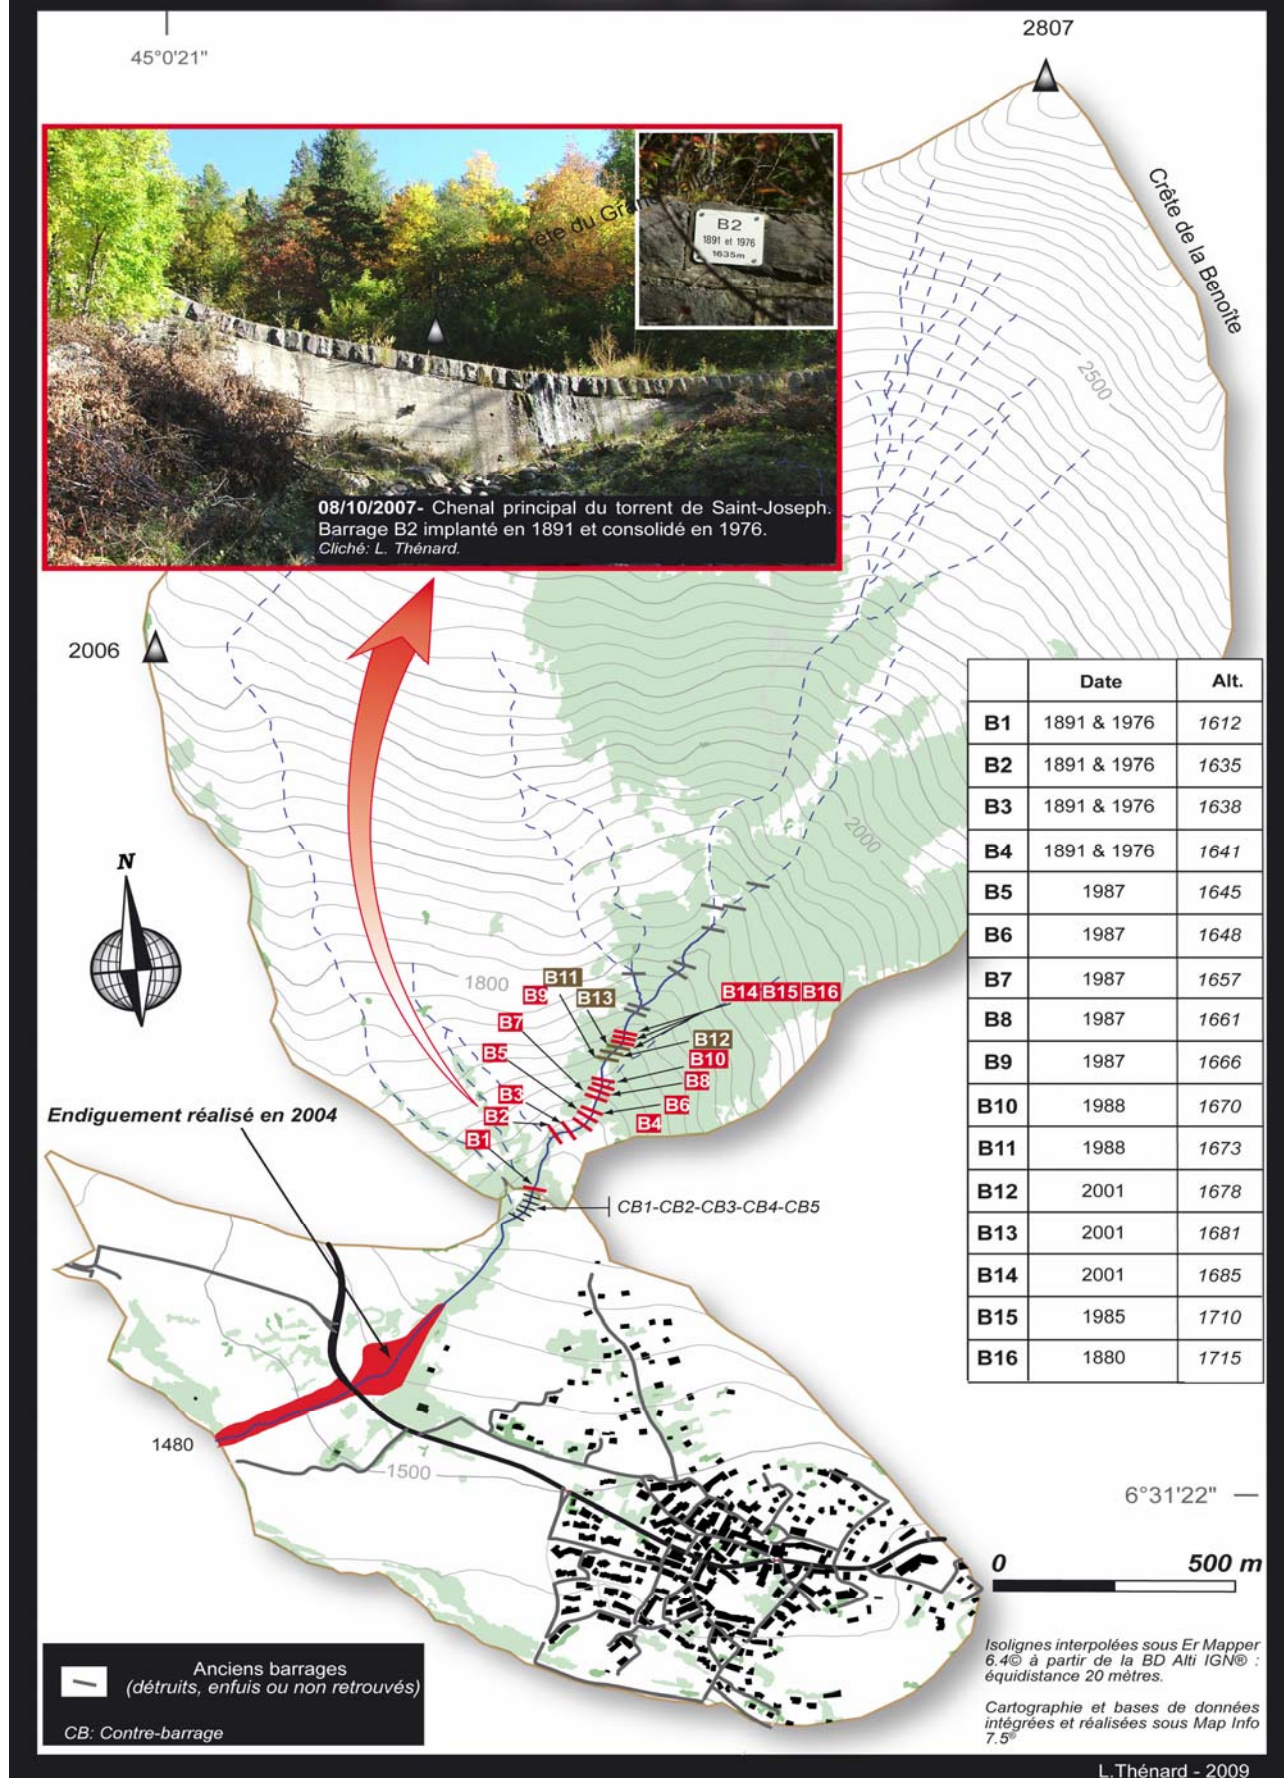 2807
45°0'21"
Crête de la Benoîte
Crête du Grand
B2
1891 et 1976
1635m
2500
08/10/2007- Chenal principal du torrent de Saint-Joseph.
Barrage B2 implanté en 1891 et consolidé en 1976.
Cliché: L. Thénard.
2006
Date Alt.
B1 1891 & 1976 1612
B2 1891 & 1976 1635
B3 1891 & 1976 1638
B4 1891 & 1976 1641
B5 1987 1645
B6 1987 1648
B7 1987 1657
B8 1987 1661
B9 1987 1666
B10 1988 1670
B11 1988 1673
B12 2001 1678
B13 2001 1681
B14 2001 1685
B15 1985 1710
B16 1880 1715
2000
N
1800
B11
B9 B13 B14 B15 B16
B7
B12
B5 B10
B8
B3
B6
B2
B4
B1
Endiguement réalisé en 2004
CB1-CB2-CB3-CB4-CB5
1480
1500
6°31'22"
0 500 m
Isolignes interpolées sous Er Mapper
6.4© à partir de la BD Alti IGN® :
équidistance 20 mètres.
Cartographie et bases de données
intégrées et réalisées sous Map Info
7.5®
Anciens barrages
(détruits, enfuis ou non retrouvés)
CB: Contre-barrage
L.Thénard - 2009